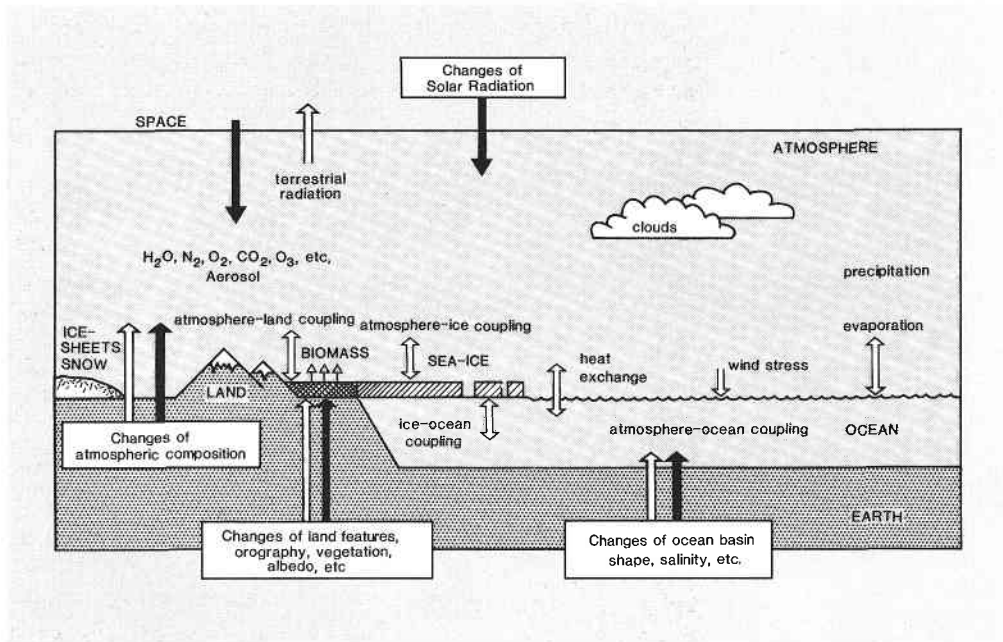 Changes of
Solar Radiation
SPACE
ATMOSPHERE
terrestrial
radiation
clouds
H₂O, N₂, O₂, CO₂, O₃, etc,
Aerosol
precipitation
atmosphere-land coupling
atmosphere-ice coupling
evaporation
ICE-
SHEETS
SNOW
BIOMASS
SEA-ICE
heat
exchange
wind stress
LAND
ice-ocean
coupling
atmosphere-ocean coupling
OCEAN
Changes of
atmospheric composition
EARTH
Changes of land features,
orography, vegetation,
albedo, etc
Changes of ocean basin
shape, salinity, etc.